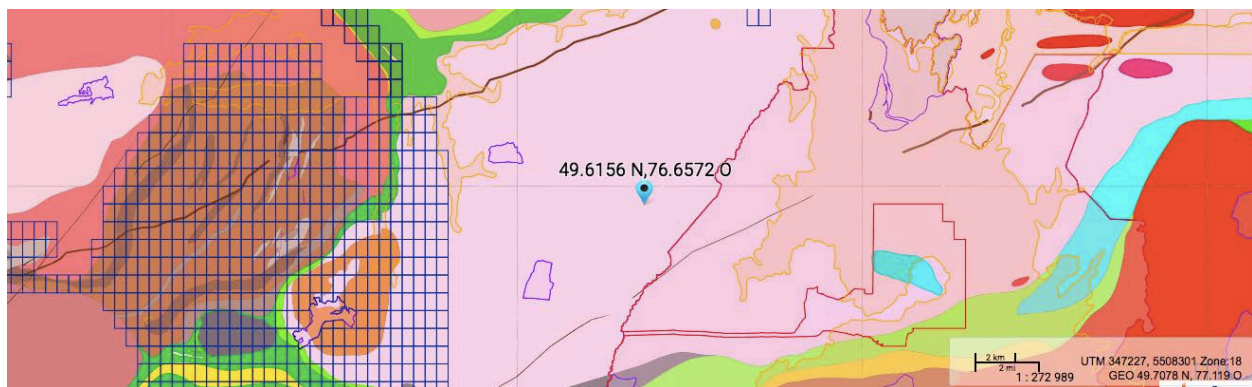 49.6156 N,76.6572 O
2 km
2 mi
1 : 272 989
UTM 347227, 5508301 Zone:18
GEO 49.7078 N, 77.119 O